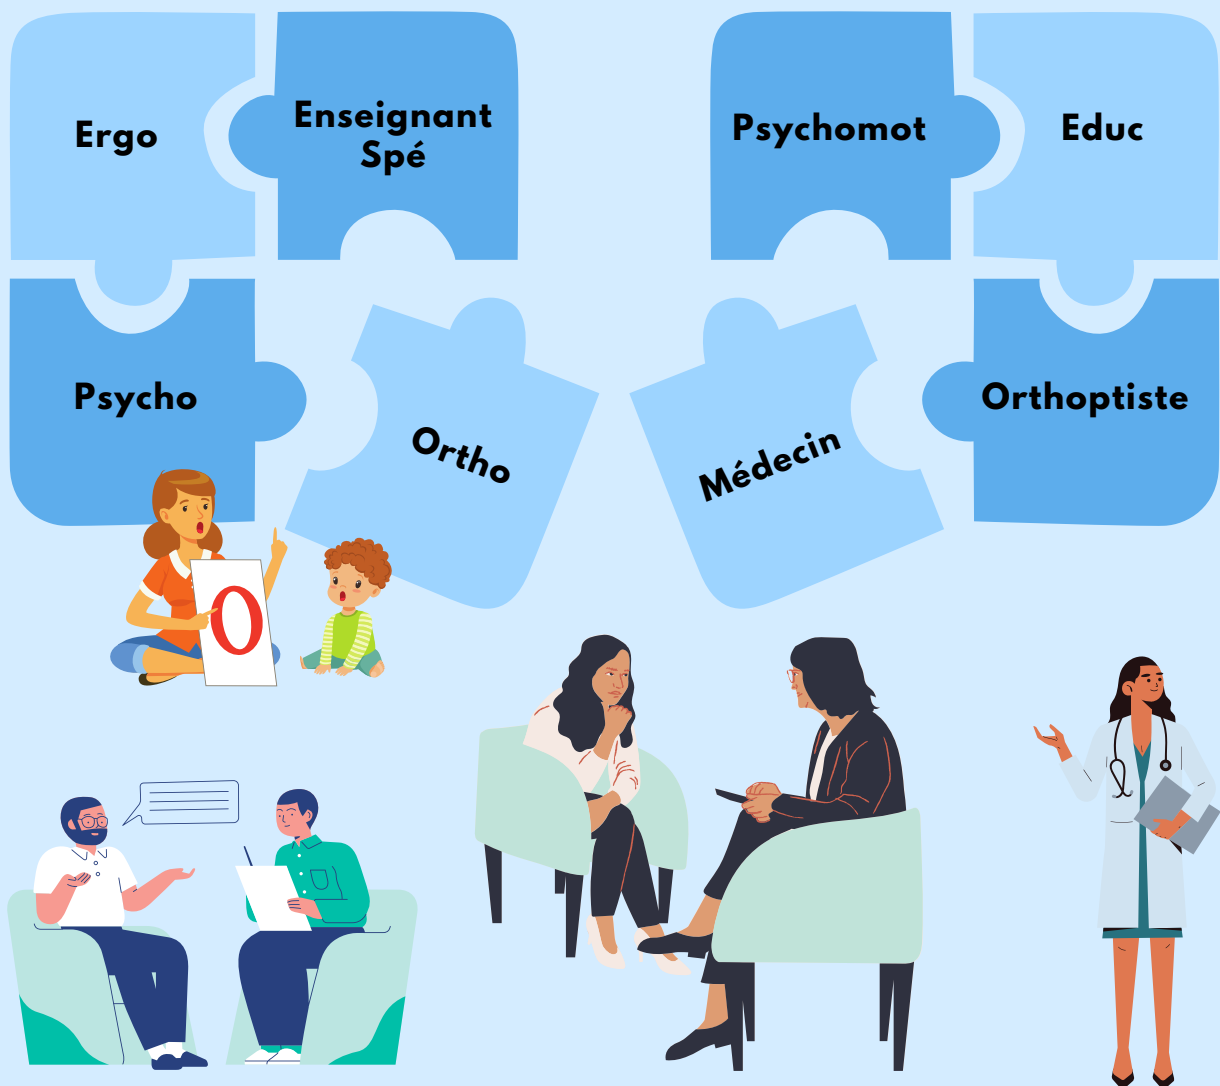 Ergo
Enseignant
Spé
Psychomot
Educ
Psycho
Ortho
Médecin
Orthoptiste
O